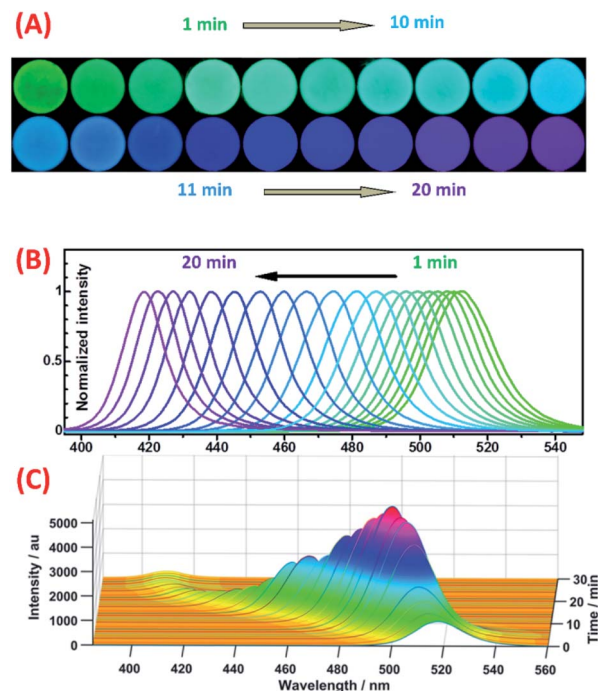 (A)
1 min
10 min
11 min
20 min
(B)
20 min
1 min
Normalized intensity
1
0.5
0
400 420 440 460 480 500 520 540
(C)
Intensity / au
5000
4000
3000
2000
1000
0
30
20
10
0
Time / min
400 420 440 460 480 500 520 540 560
Wavelength / nm